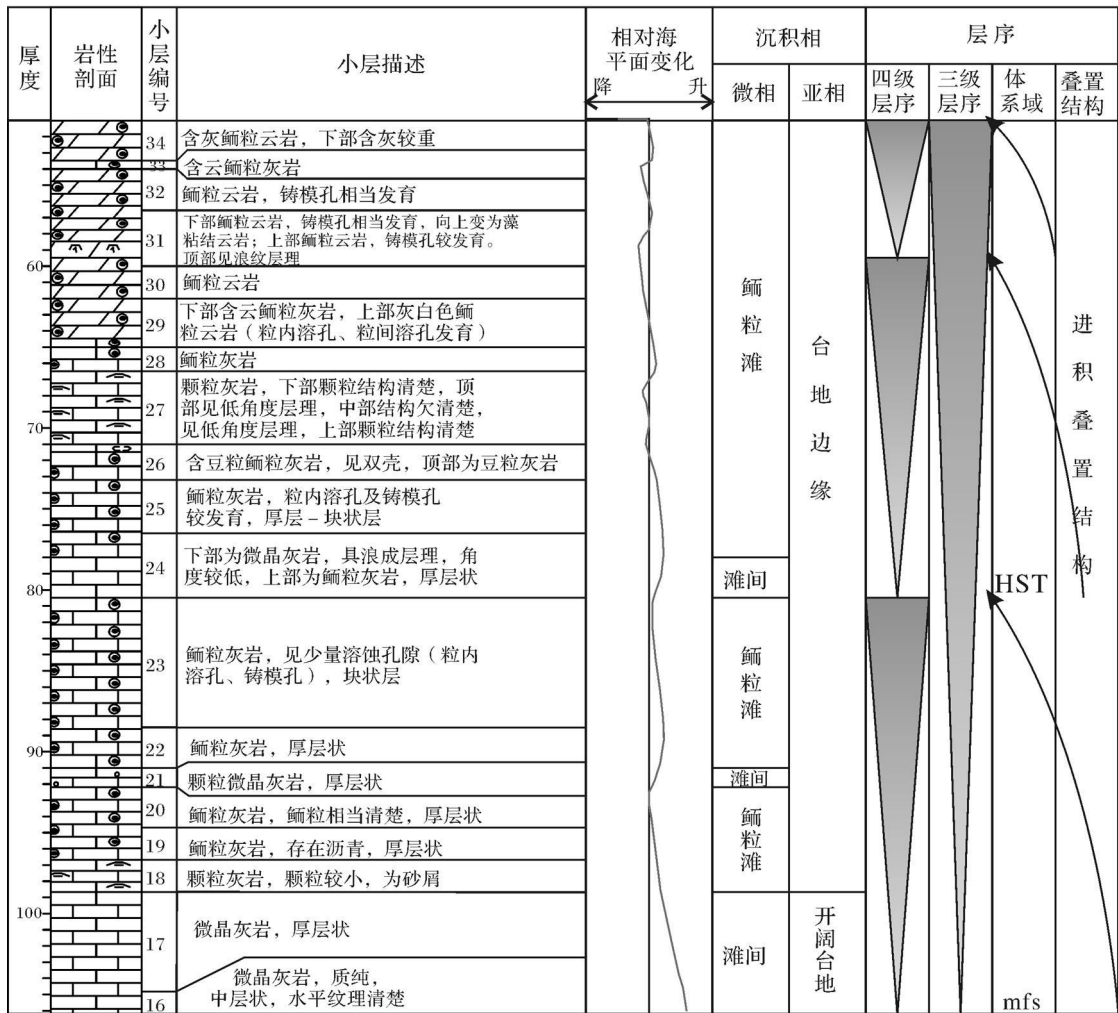 厚度
岩性
剖面
小层编号
小层描述
相对海
平面变化
降 升
沉积相
微相
亚相
层序
四级
层序
三级
层序
体
系域
叠置
结构
34
含灰鲕粒云岩，下部含灰较重
33
含云鲕粒灰岩
32
鲕粒云岩，铸模孔相当发育
31
下部鲕粒云岩，铸模孔相当发育，向上变为藻
粘结云岩；上部鲕粒云岩，铸模孔较发育。
顶部见浪纹层理
60
30
鲕粒云岩
29
下部含云鲕粒灰岩，上部灰白色鲕
粒云岩（粒内溶孔、粒间溶孔发育）
28
鲕粒灰岩
27
颗粒灰岩，下部颗粒结构清楚，顶
部见低角度层理，中部结构欠清楚，
见低角度层理，上部颗粒结构清楚
70
26
含豆粒鲕粒灰岩，见双壳，顶部为豆粒灰岩
25
鲕粒灰岩，粒内溶孔及铸模孔
较发育，厚层－块状层
24
下部为微晶灰岩，具浪成层理，角
度较低，上部为鲕粒灰岩，厚层状
80
23
鲕粒灰岩，见少量溶蚀孔隙（粒内
溶孔、铸模孔），块状层
90
22
鲕粒灰岩，厚层状
21
颗粒微晶灰岩，厚层状
20
鲕粒灰岩，鲕粒相当清楚，厚层状
19
鲕粒灰岩，存在沥青，厚层状
18
颗粒灰岩，颗粒较小，为砂屑
100
17
微晶灰岩，厚层状
16
微晶灰岩，质纯，
中层状，水平纹理清楚
鲕粒滩
滩间
鲕粒滩
滩间
鲕粒滩
滩间
台地边缘
开阔台地
HST
mfs
进积叠置结构